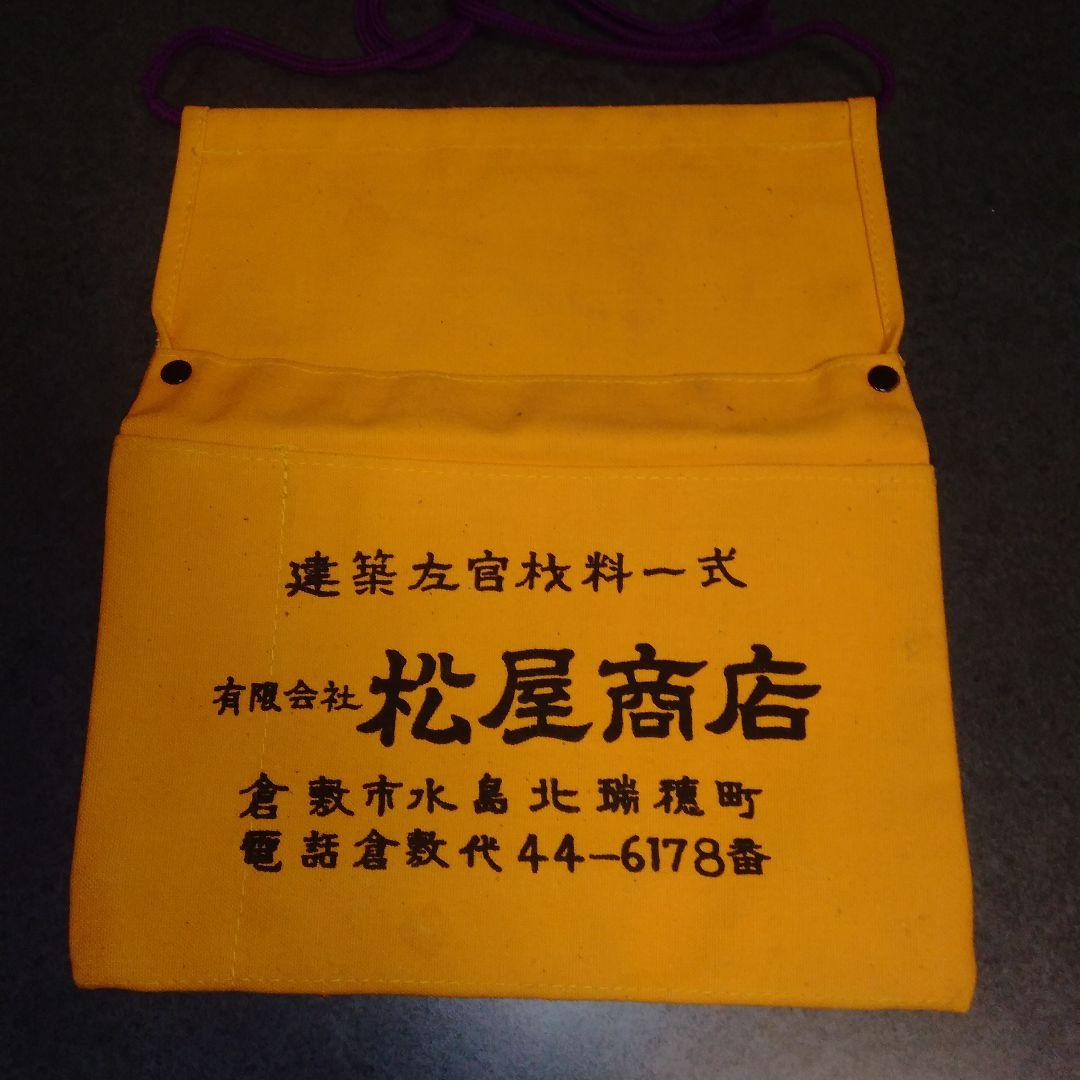 建築左官材料一式
有限会社 松屋商店
倉敷市水島北瑞穂町
電話倉敷代44-6178番